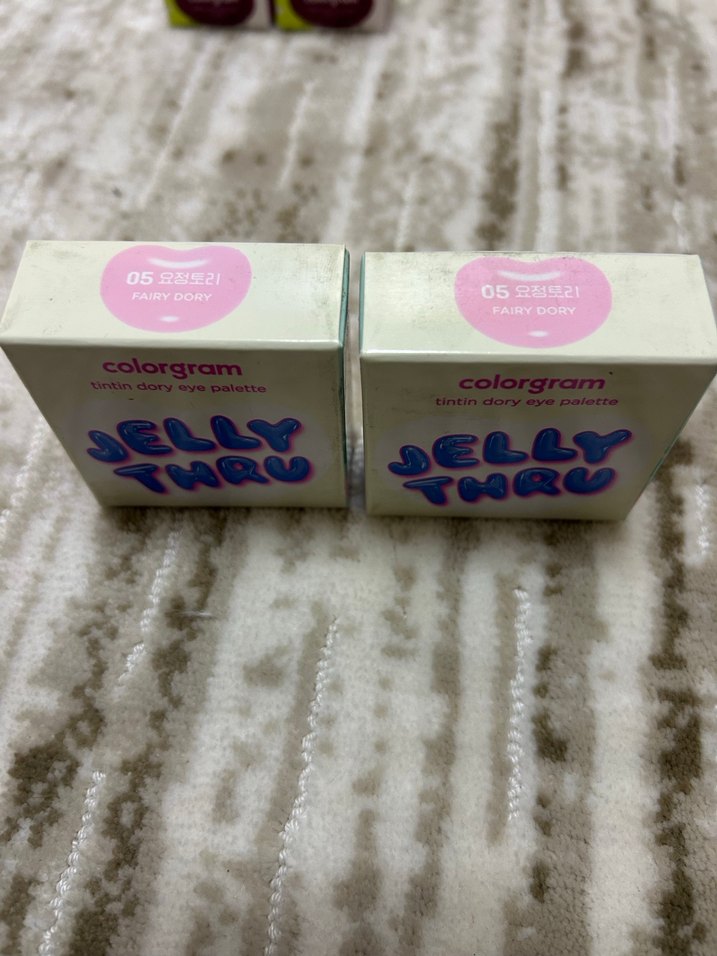 05 요정토리
FAIRY DORY
colorgram
tintin dory eye palette
JELLY
THRU
05 요정토리
FAIRY DORY
colorgram
tintin dory eye palette
JELLY
THRU